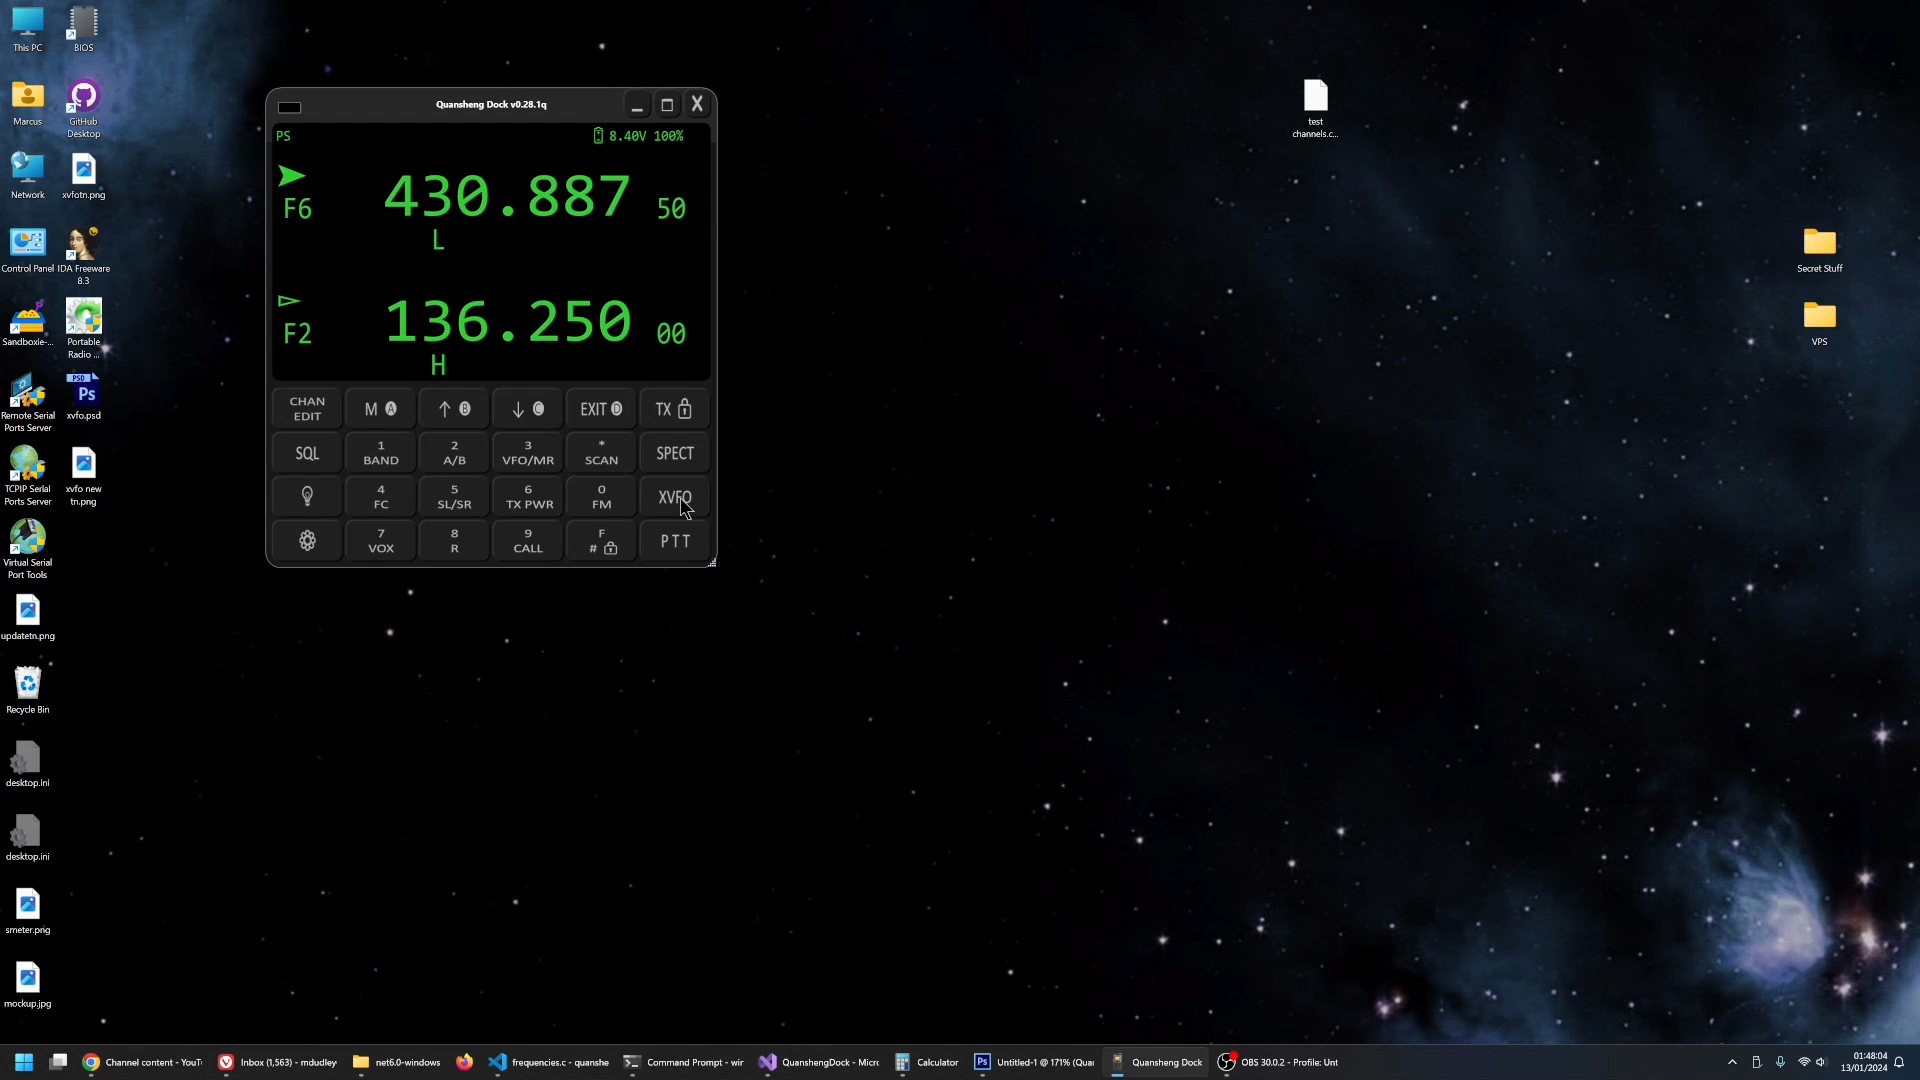 This PC
BIOS
Marcus
GitHub
Desktop
Network
xvfotn.png
Control Panel
IDA Freeware
8.3
Sandboxie-...
Portable
Radio ...
Remote Serial
Ports Server
PSD
Ps
xvfo.psd
TCPIP Serial
Ports Server
xvfo new
tn.png
Virtual Serial
Port Tools
updatetn.png
Recycle Bin
desktop.ini
desktop.ini
smeter.png
mockup.jpg
test
channels.c...
Secret Stuff
VPS
Quansheng Dock v0.28.1q
X
PS
8.40V 100%
F6
430.887 50
L
F2
136.250 00
H
CHAN
EDIT
M A
↑ B
↓ C
EXIT D
TX
SQL
1
BAND
2
A/B
3
VFO/MR
*
SCAN
SPECT
4
FC
5
SL/SR
6
TX PWR
0
FM
XVFO
7
VOX
8
R
9
CALL
F
#
PTT
Channel content - YouT
Inbox (1,563) - mdudley
net6.0-windows
frequencies.c - quanshe
Command Prompt - wir
QuanshengDock - Micr
Calculator
Ps
Untitled-1 @ 171% (Qua
Quansheng Dock
OBS 30.0.2 - Profile: Unt
01:48:04
13/01/2024